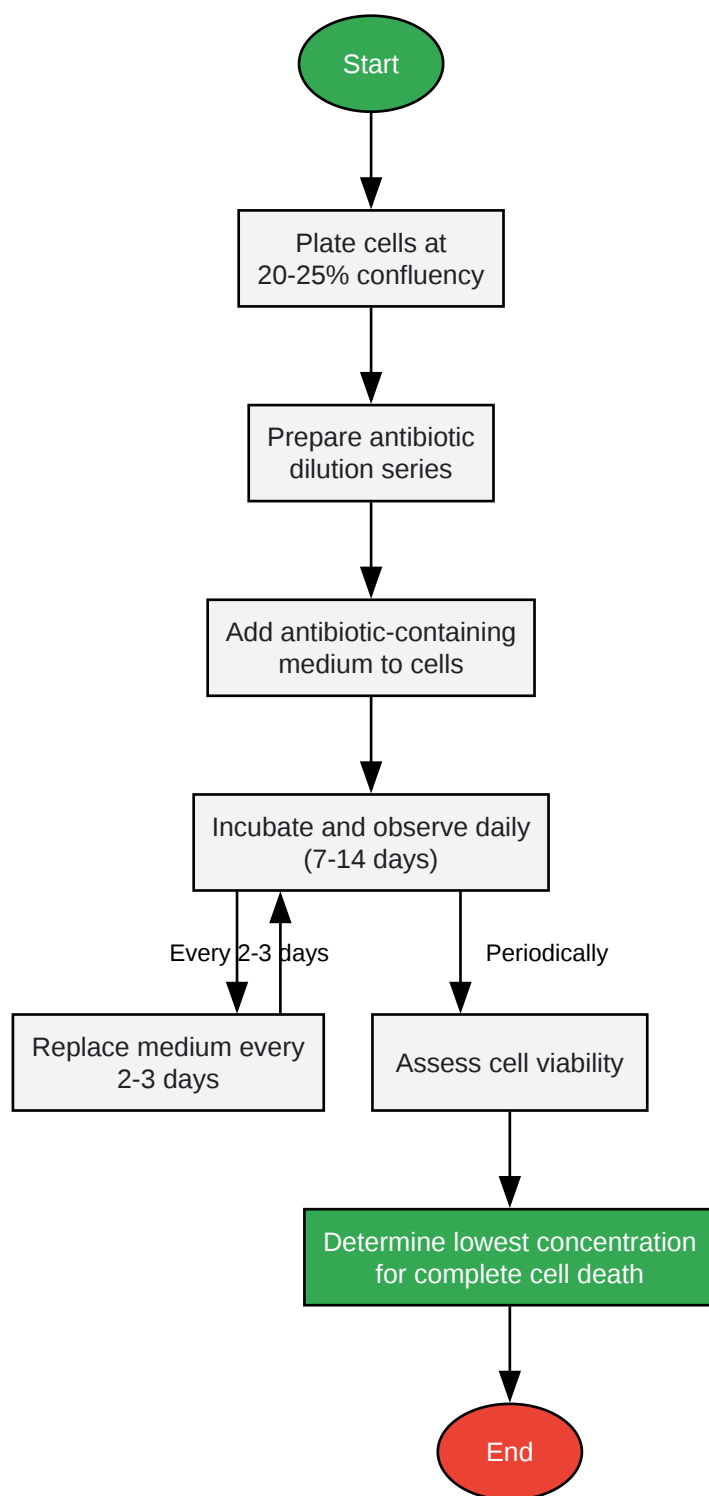 Start
Plate cells at
20-25% confluency
Prepare antibiotic
dilution series
Add antibiotic-containing
medium to cells
Incubate and observe daily
(7-14 days)
Every 2-3 days
Periodically
Replace medium every
2-3 days
Assess cell viability
Determine lowest concentration
for complete cell death
End